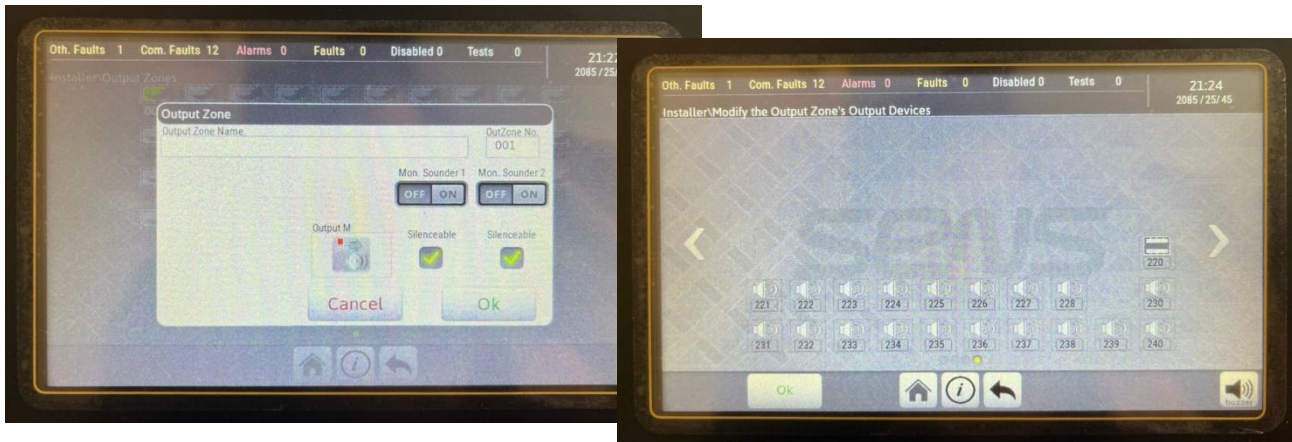 Oth. Faults 1 Com. Faults 12 Alarms 0 Faults 0 Disabled 0 Tests 0
21:2
2085/25/
Installer\Output Zones
Output Zone
Output Zone Name
OutZone No.
001
Mon. Sounder 1 Mon. Sounder 2
OFF ON OFF ON
Output M Silenceable Silenceable
Cancel Ok
Oth. Faults 1 Com. Faults 12 Alarms 0 Faults 0 Disabled 0 Tests 0
21:24
2085/25/45
Installer\Modify the Output Zone's Output Devices
SENS
220
221 222 223 224 225 226 227 228 230
231 232 233 234 235 236 237 238 239 240
Ok
buzzer